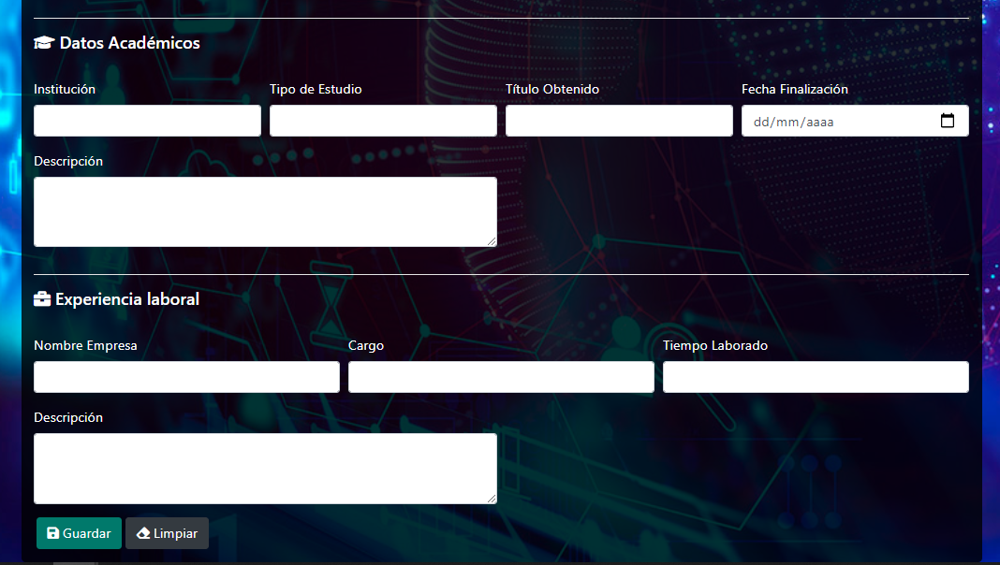 Datos Académicos
Institución Tipo de Estudio Título Obtenido Fecha Finalización
dd/mm/aaaa
Descripción
Experiencia laboral
Nombre Empresa Cargo Tiempo Laborado
Descripción
Guardar Limpiar